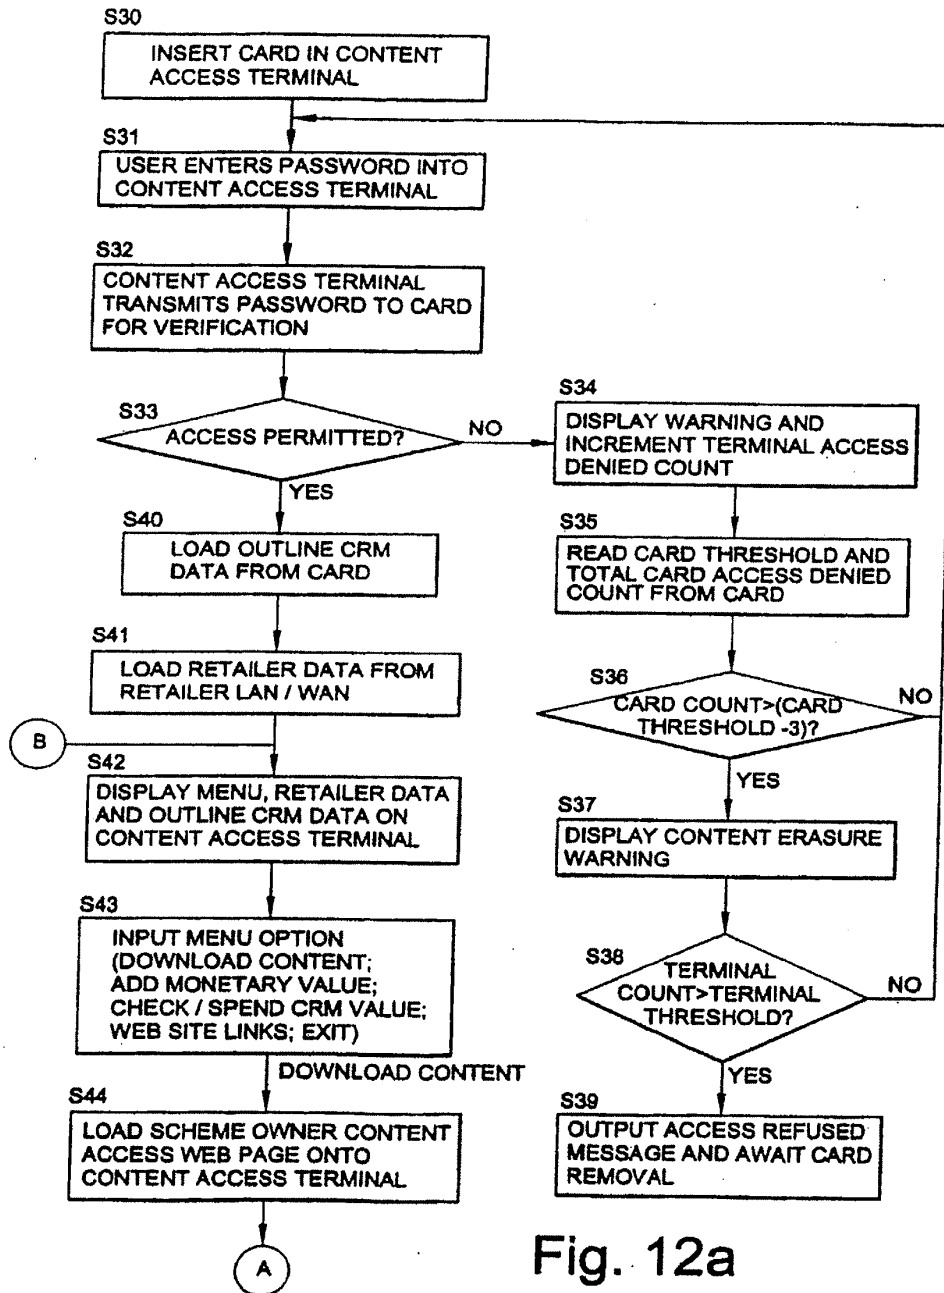 S30
INSERT CARD IN CONTENT
ACCESS TERMINAL
S31
USER ENTERS PASSWORD INTO
CONTENT ACCESS TERMINAL
S32
CONTENT ACCESS TERMINAL
TRANSMITS PASSWORD TO CARD
FOR VERIFICATION
S33
ACCESS PERMITTED?
NO
YES
S34
DISPLAY WARNING AND
INCREMENT TERMINAL ACCESS
DENIED COUNT
S35
READ CARD THRESHOLD AND
TOTAL CARD ACCESS DENIED
COUNT FROM CARD
S36
CARD COUNT>(CARD
THRESHOLD -3)?
NO
YES
S37
DISPLAY CONTENT ERASURE
WARNING
S38
TERMINAL
COUNT>TERMINAL
THRESHOLD?
NO
YES
S39
OUTPUT ACCESS REFUSED
MESSAGE AND AWAIT CARD
REMOVAL
S40
LOAD OUTLINE CRM
DATA FROM CARD
S41
LOAD RETAILER DATA FROM
RETAILER LAN / WAN
B
S42
DISPLAY MENU, RETAILER DATA
AND OUTLINE CRM DATA ON
CONTENT ACCESS TERMINAL
S43
INPUT MENU OPTION
(DOWNLOAD CONTENT;
ADD MONETARY VALUE;
CHECK / SPEND CRM VALUE;
WEB SITE LINKS; EXIT)
DOWNLOAD CONTENT
S44
LOAD SCHEME OWNER CONTENT
ACCESS WEB PAGE ONTO
CONTENT ACCESS TERMINAL
A
Fig. 12a